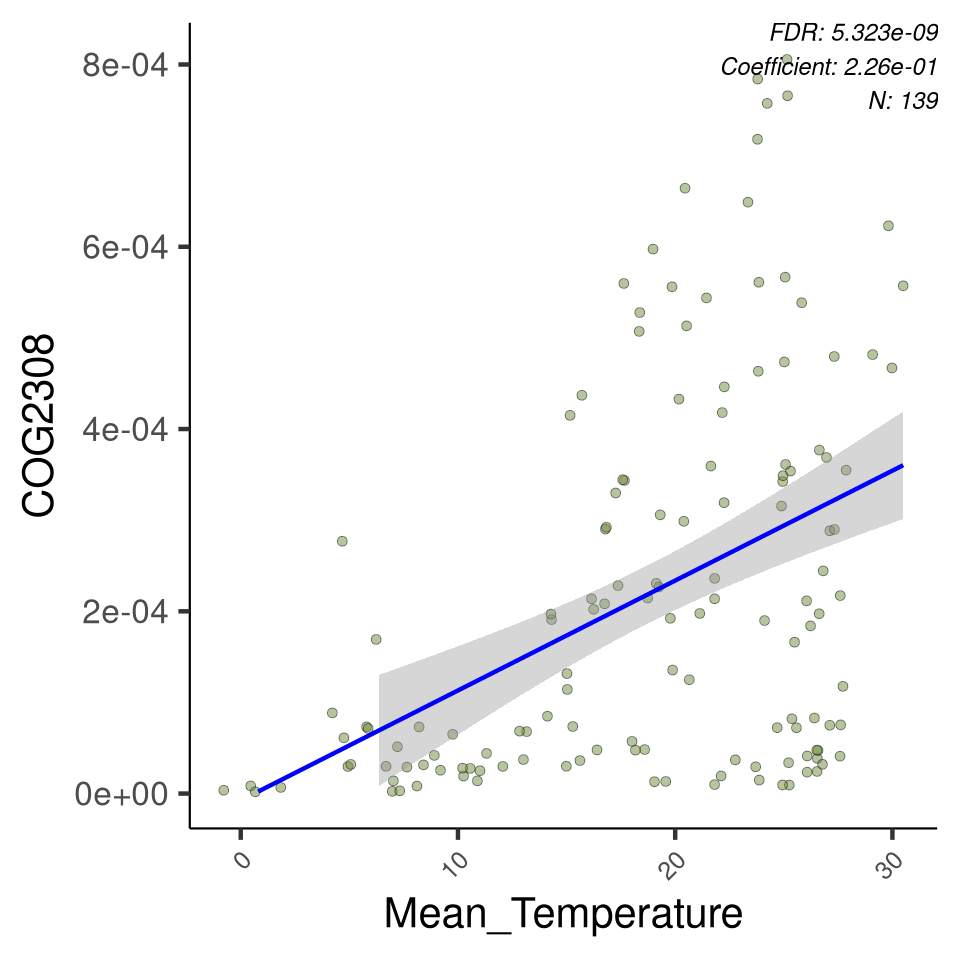 FDR: 5.323e-09
Coefficient: 2.26e-01
N: 139
8e-04
6e-04
4e-04
2e-04
0e+00
COG2308
0
10
20
30
Mean_Temperature